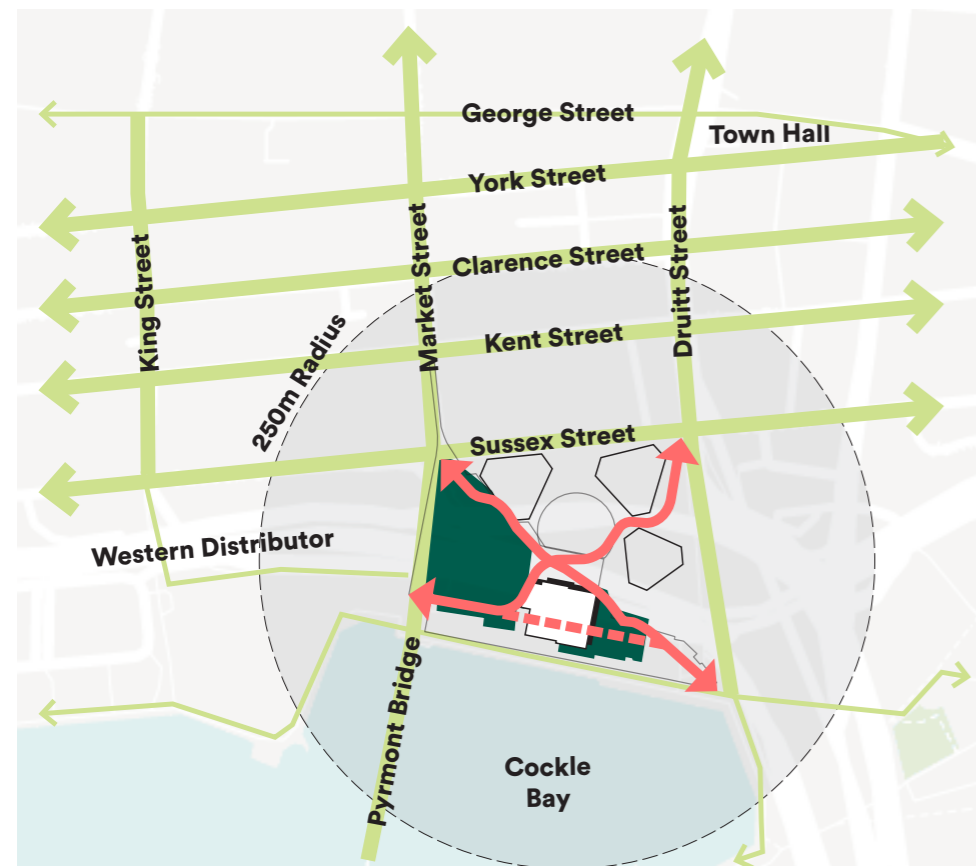 George Street
Town Hall
York Street
Clarence Street
King Street
Market Street
Druitt Street
Kent Street
250m Radius
Sussex Street
Western Distributor
Pyrmont Bridge
Cockle
Bay